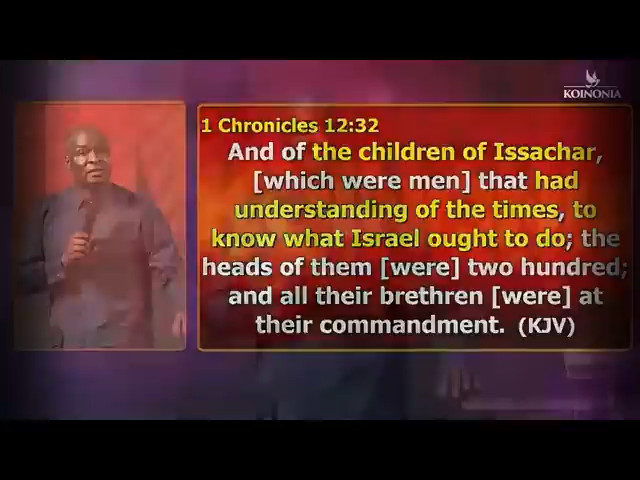 KOINONIA
1 Chronicles 12:32
And of the children of Issachar,
[which were men] that had
understanding of the times, to
know what Israel ought to do; the
heads of them [were] two hundred;
and all their brethren [were] at
their commandment. (KJV)